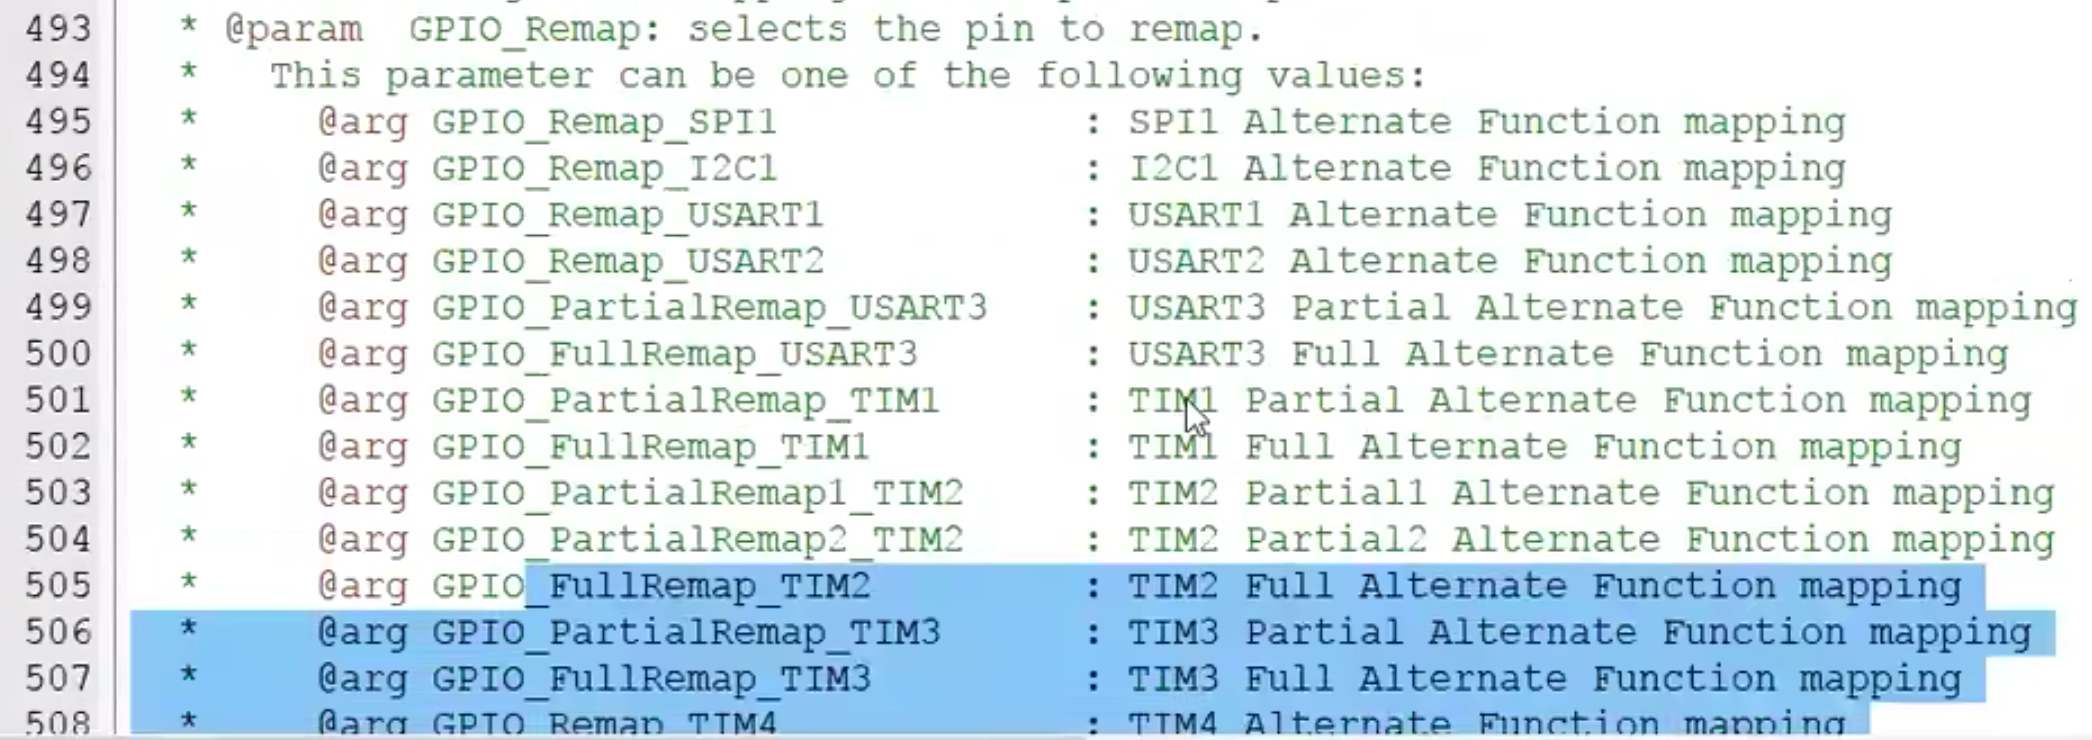 493 * @param GPIO_Remap: selects the pin to remap.
494 * This parameter can be one of the following values:
495 * @arg GPIO_Remap_SPI1 : SPI1 Alternate Function mapping
496 * @arg GPIO_Remap_I2C1 : I2C1 Alternate Function mapping
497 * @arg GPIO_Remap_USART1 : USART1 Alternate Function mapping
498 * @arg GPIO_Remap_USART2 : USART2 Alternate Function mapping
499 * @arg GPIO_PartialRemap_USART3 : USART3 Partial Alternate Function mapping
500 * @arg GPIO_FullRemap_USART3 : USART3 Full Alternate Function mapping
501 * @arg GPIO_PartialRemap_TIM1 : TIM1 Partial Alternate Function mapping
502 * @arg GPIO_FullRemap_TIM1 : TIM1 Full Alternate Function mapping
503 * @arg GPIO_PartialRemap1_TIM2 : TIM2 Partial1 Alternate Function mapping
504 * @arg GPIO_PartialRemap2_TIM2 : TIM2 Partial2 Alternate Function mapping
505 * @arg GPIO_FullRemap_TIM2 : TIM2 Full Alternate Function mapping
506 * @arg GPIO_PartialRemap_TIM3 : TIM3 Partial Alternate Function mapping
507 * @arg GPIO_FullRemap_TIM3 : TIM3 Full Alternate Function mapping
508 * @arg GPIO_Remap_TIM4 : TIM4 Alternate Function mapping